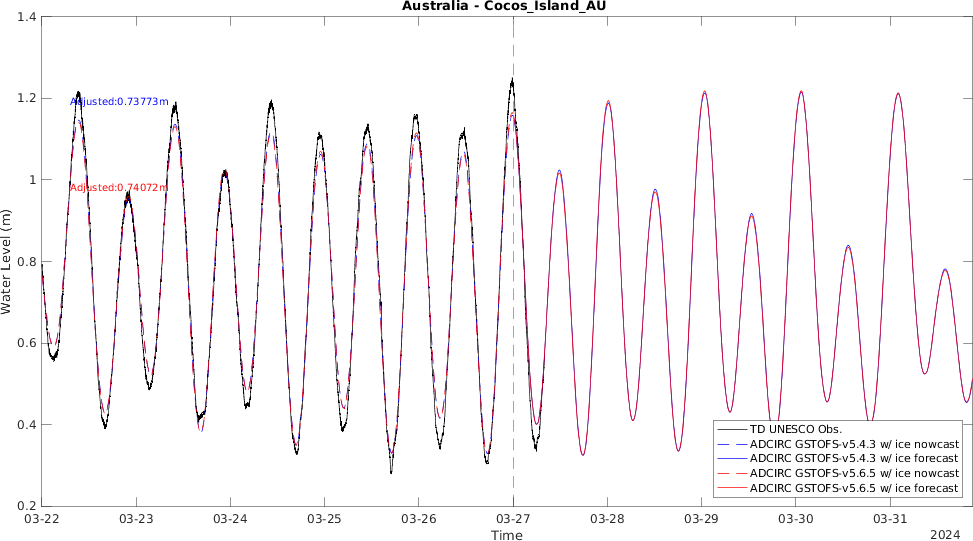 Australia - Cocos_Island_AU
1.4
1.2
1
0.8
0.6
0.4
0.2
Water Level (m)
Adjusted:0.73773m
Adjusted:0.74072m
TD UNESCO Obs.
ADCIRC GSTOFS-v5.4.3 w/ ice nowcast
ADCIRC GSTOFS-v5.4.3 w/ ice forecast
ADCIRC GSTOFS-v5.6.5 w/ ice nowcast
ADCIRC GSTOFS-v5.6.5 w/ ice forecast
03-22 03-23 03-24 03-25 03-26 03-27 03-28 03-29 03-30 03-31
Time
2024